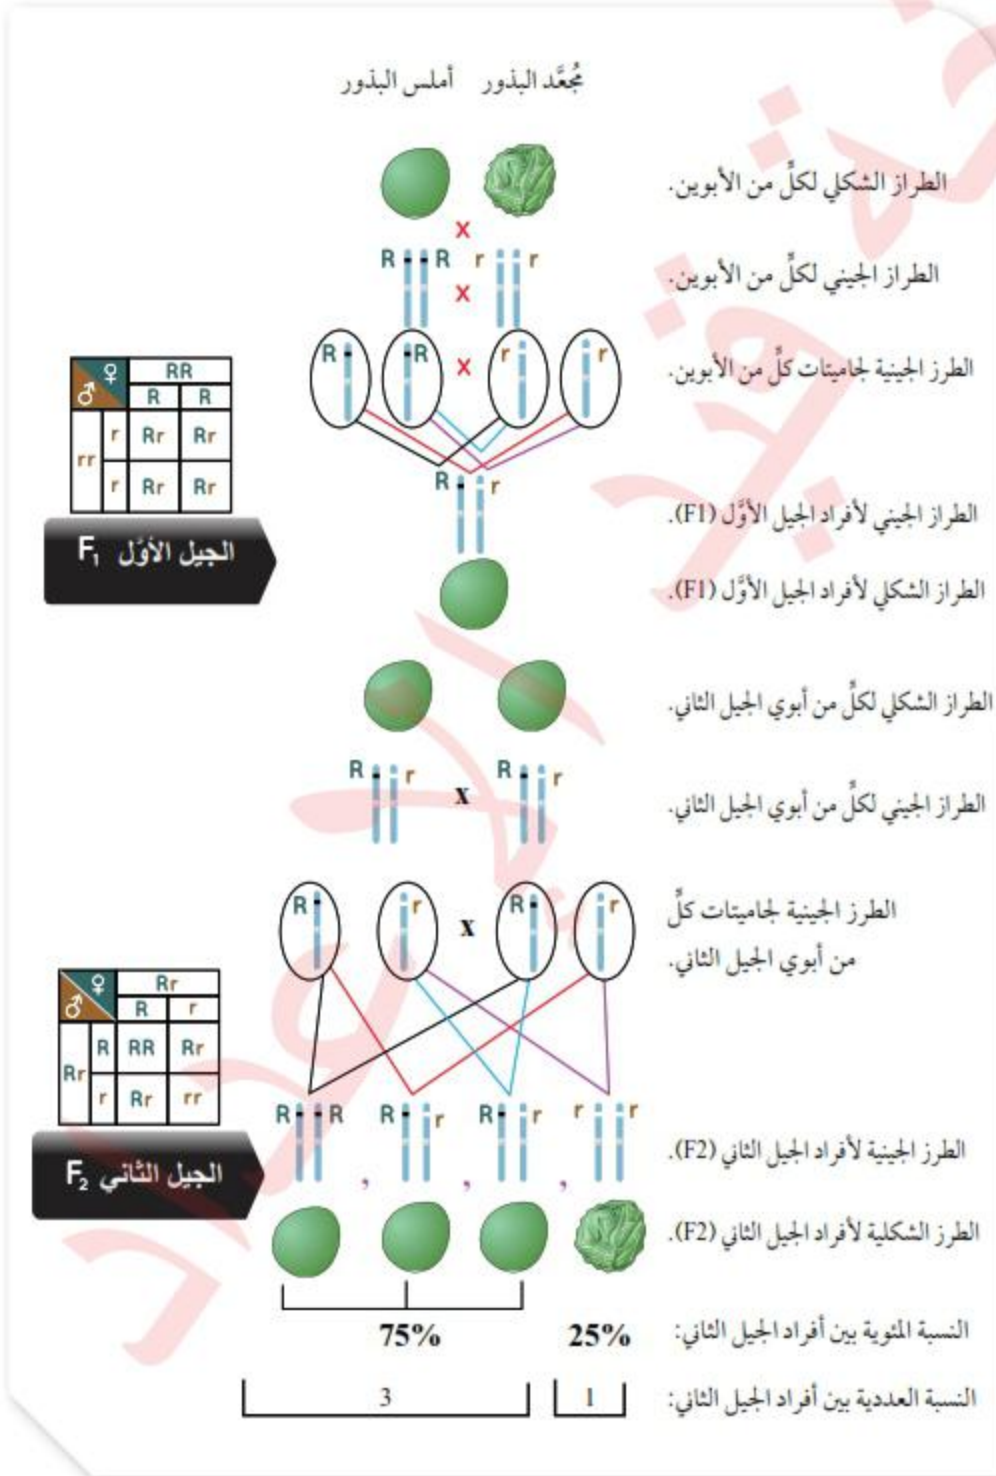 مُجعَّد البذور أملس البذور
الطراز الشكلي لكلٍّ من الأبوين.
x
R R r r
x
الطراز الجيني لكلٍّ من الأبوين.
R R x r r
الطرز الجينية لجاميتات كلٍّ من الأبوين.
♀ RR
♂ R R
r Rr Rr
rr
r Rr Rr
الجيل الأوَّل F1
R r
الطراز الجيني لأفراد الجيل الأوَّل (F1).
الطراز الشكلي لأفراد الجيل الأوَّل (F1).
الطراز الشكلي لكلٍّ من أبوي الجيل الثاني.
R r x R r
الطراز الجيني لكلٍّ من أبوي الجيل الثاني.
R r x R r
الطرز الجينية لجاميتات كلٍّ
من أبوي الجيل الثاني.
♀ Rr
♂ R r
R RR Rr
Rr
r Rr rr
الجيل الثاني F2
R R , R r , R r , r r
الطرز الجينية لأفراد الجيل الثاني (F2).
الطرز الشكلية لأفراد الجيل الثاني (F2).
النسبة المئوية بين أفراد الجيل الثاني:
75% 25%
النسبة العددية بين أفراد الجيل الثاني:
3 1